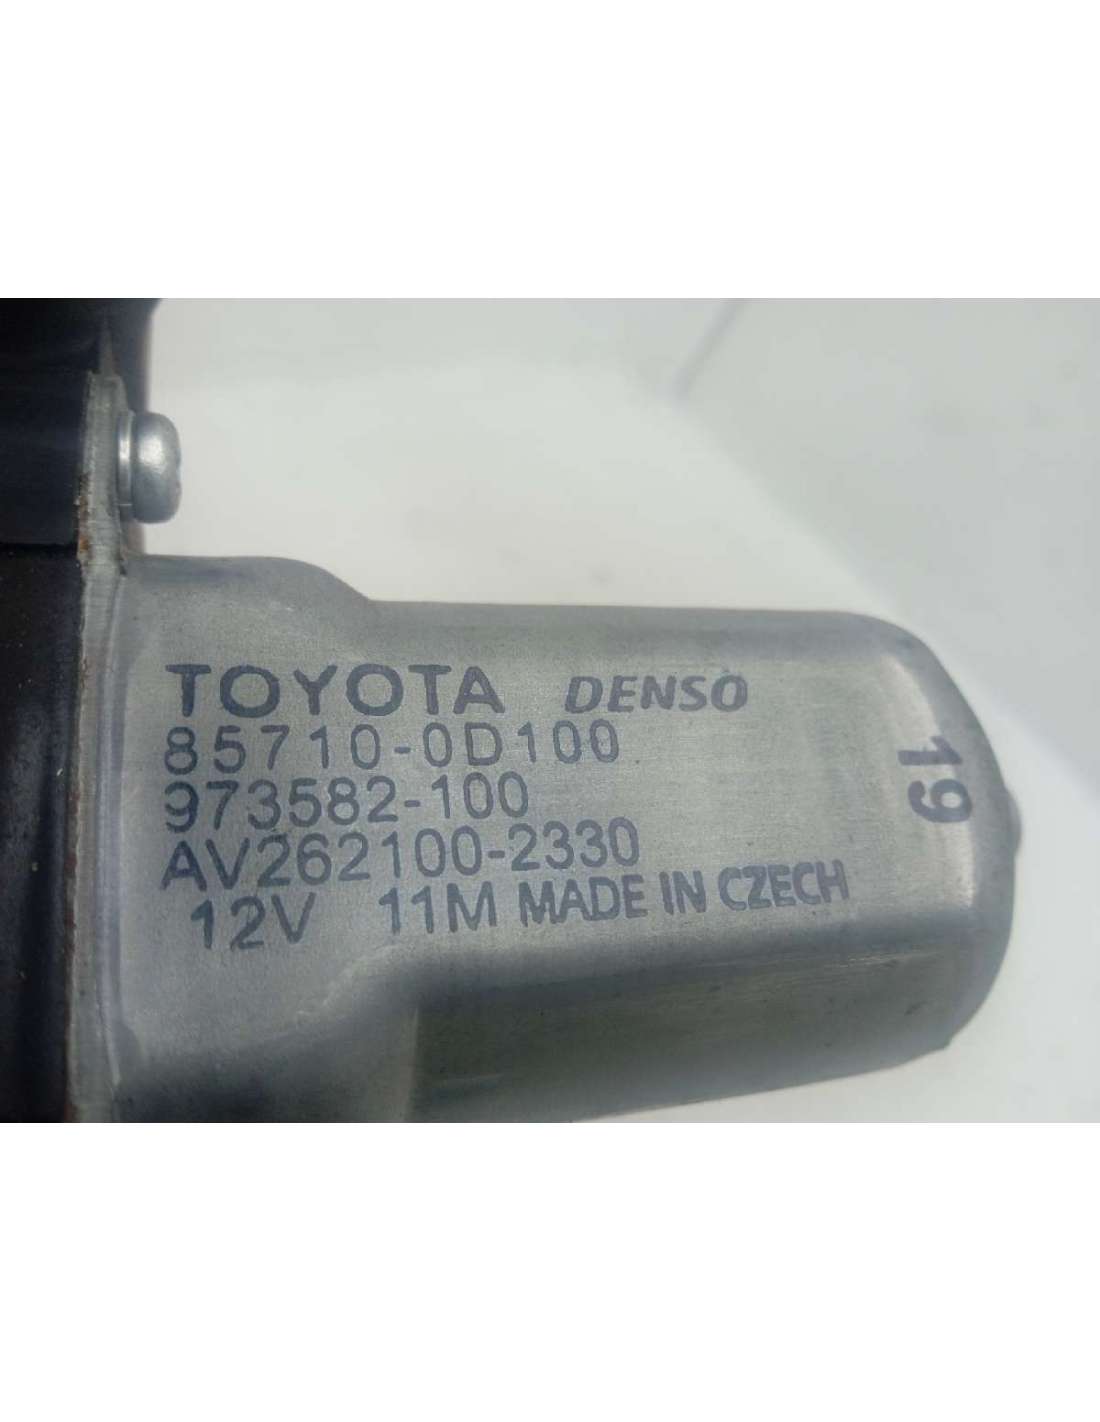 TOYOTA DENSO
85710-0D100
973582-100
AV262100-2330
12V 11M MADE IN CZECH
19